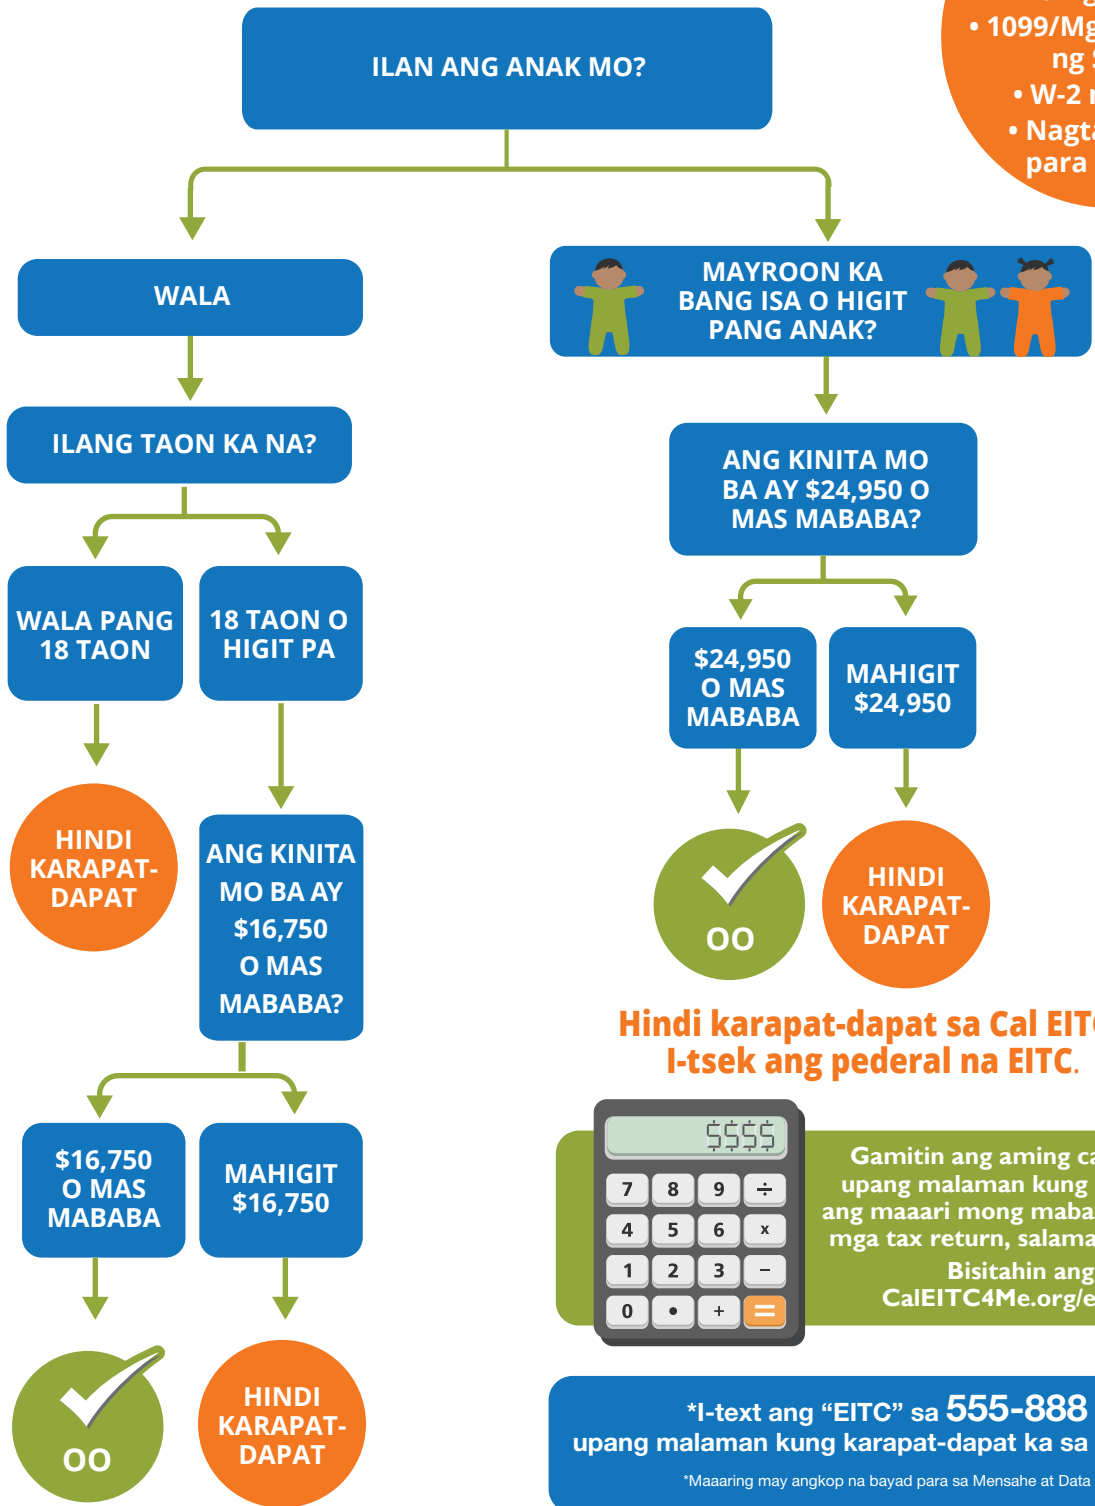 ILAN ANG ANAK MO?
• 1099/Mg
ng
• W-2
• Nagta
para
WALA
MAYROON KA
BANG ISA O HIGIT
PANG ANAK?
ILANG TAON KA NA?
ANG KINITA MO
BA AY $24,950 O
MAS MABABA?
WALA PANG
18 TAON
18 TAON O
HIGIT PA
$24,950
O MAS
MABABA
MAHIGIT
$24,950
HINDI
KARAPAT-
DAPAT
ANG KINITA
MO BA AY
$16,750
O MAS
MABABA?
OO
HINDI
KARAPAT-
DAPAT
Hindi karapat-dapat sa Cal EITC
I-tsek ang pederal na EITC.
$16,750
O MAS
MABABA
MAHIGIT
$16,750
$$$$
7 8 9 ÷
4 5 6 x
1 2 3 −
0 • + =
Gamitin ang aming ca
upang malaman kung
ang maaari mong maba
mga tax return, salama
Bisitahin ang
CalEITC4Me.org/e
OO
HINDI
KARAPAT-
DAPAT
*I-text ang “EITC” sa 555-888
upang malaman kung karapat-dapat ka sa
*Maaaring may angkop na bayad para sa Mensahe at Data